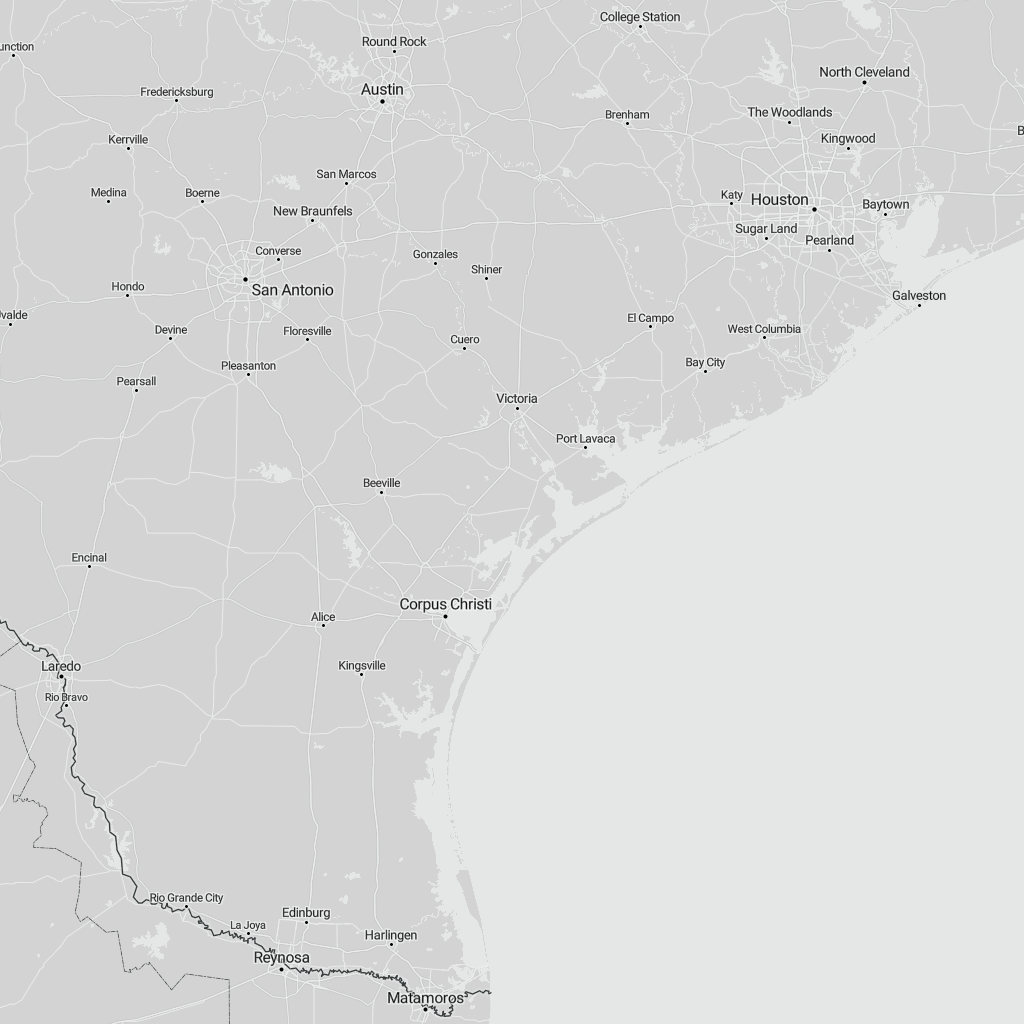 College Station
Round Rock
unction
North Cleveland
Austin
Fredericksburg
The Woodlands
Brenham
B
Kingwood
Kerrville
San Marcos
Medina
Boerne
Katy
Houston
Baytown
New Braunfels
Sugar Land
Pearland
Converse
Gonzales
Shiner
San Antonio
Hondo
Galveston
Uvalde
El Campo
Devine
Floresville
West Columbia
Cuero
Pleasanton
Bay City
Pearsall
Victoria
Port Lavaca
Beeville
Encinal
Corpus Christi
Alice
Laredo
Kingsville
Rio Bravo
Rio Grande City
Edinburg
La Joya
Harlingen
Reynosa
Matamoros